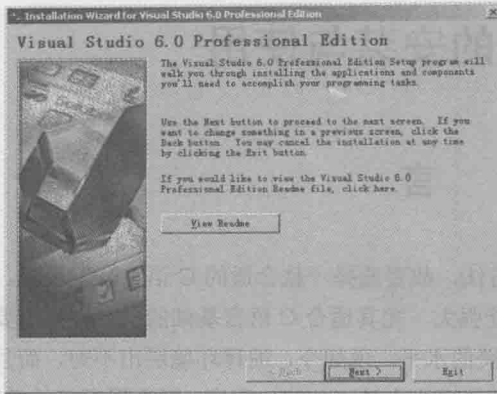 Installation Wizard for Visual Studio 6.0 Professional Edition
Visual Studio 6.0 Professional Edition
The Visual Studio 6.0 Professional Edition Setup program will
walk you through installing the applications and components
you'll need to accomplish your programming tasks.
Use the Next button to proceed to the next screen. If you
want to change something in a previous screen, click the
Back button. You may cancel the installation at any time
by clicking the Exit button.
If you would like to view the Visual Studio 6.0
Professional Edition Readme file, click here.
View Readme
< Back
Next >
Exit